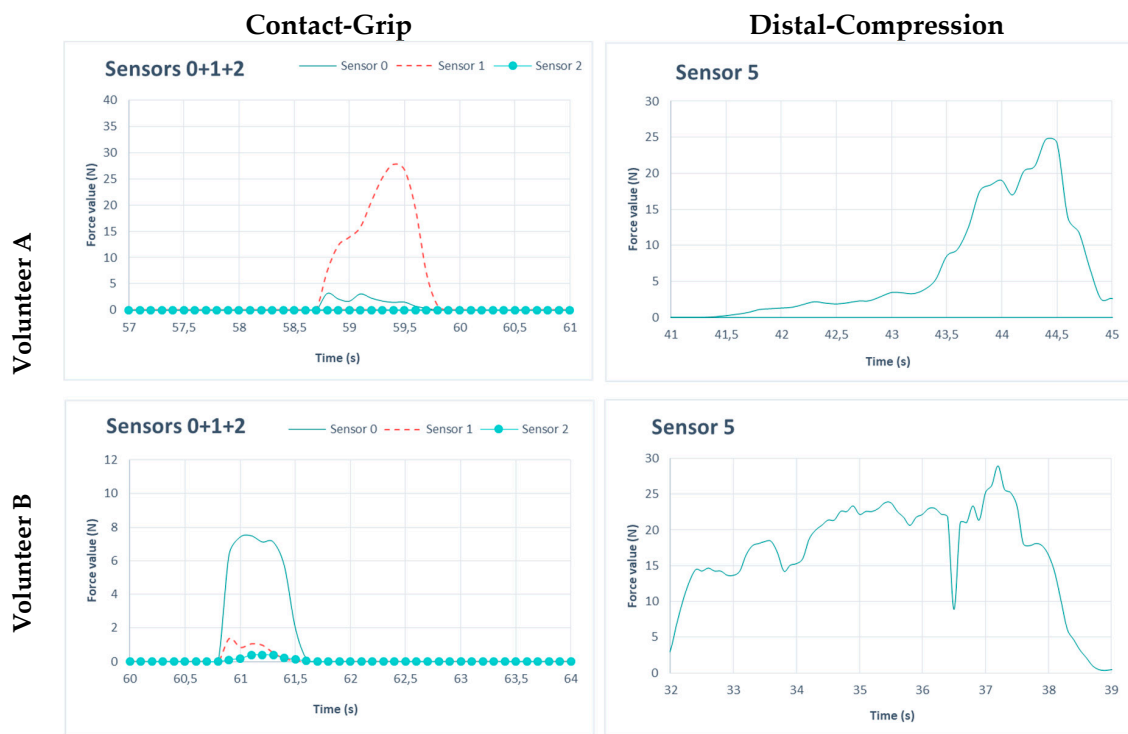 Contact-Grip
Distal-Compression
Volunteer A
Sensors 0+1+2
Sensor 0 Sensor 1 Sensor 2
Force value (N)
40
35
30
25
20
15
10
5
0
57 57,5 58 58,5 59 59,5 60 60,5 61
Time (s)
Sensor 5
Force value (N)
30
25
20
15
10
5
0
41 41,5 42 42,5 43 43,5 44 44,5 45
Time (s)
Volunteer B
Sensors 0+1+2
Sensor 0 Sensor 1 Sensor 2
Force value (N)
12
10
8
6
4
2
0
60 60,5 61 61,5 62 62,5 63 63,5 64
Time (s)
Sensor 5
Force value (N)
30
25
20
15
10
5
0
32 33 34 35 36 37 38 39
Time (s)